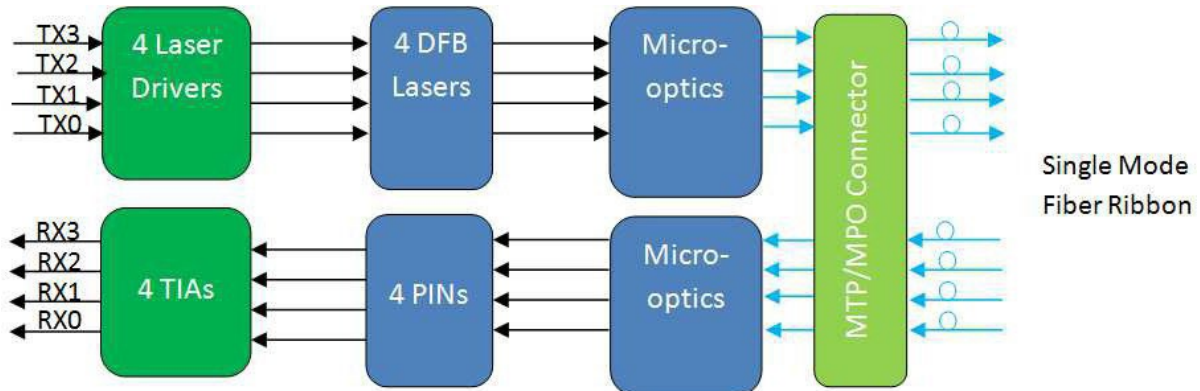 TX3
TX2
TX1
TX0
4 Laser
Drivers
4 DFB
Lasers
Micro-
optics
MTP/MPO Connector
Single Mode
Fiber Ribbon
RX3
RX2
RX1
RX0
4 TIAs
4 PINs
Micro-
optics